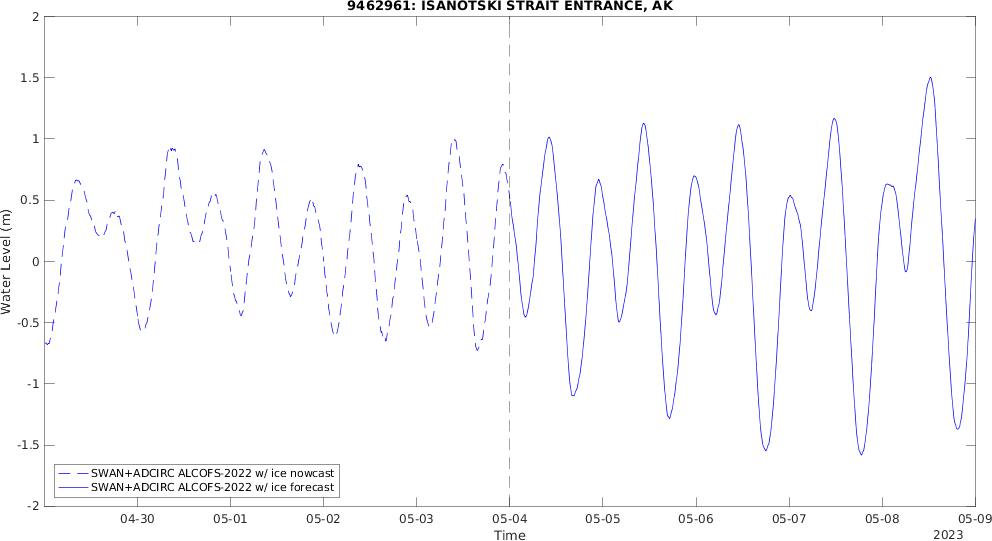 9462961: ISANOTSKI STRAIT ENTRANCE, AK
2
1.5
1
0.5
0
-0.5
-1
-1.5
-2
Water Level (m)
SWAN+ADCIRC ALCOFS-2022 w/ ice nowcast
SWAN+ADCIRC ALCOFS-2022 w/ ice forecast
04-30 05-01 05-02 05-03 05-04 05-05 05-06 05-07 05-08 05-09
Time
2023